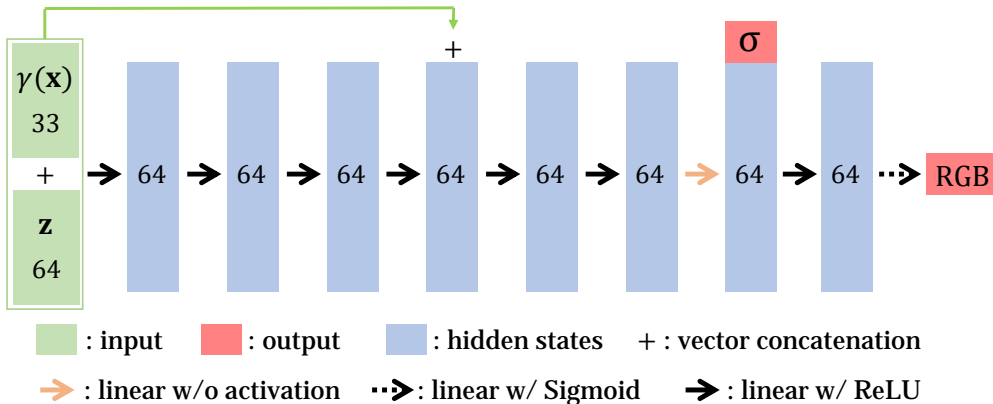 γ(x)
33
+
z
64
+
64
64
64
64
64
64
σ
64
64
RGB
: input
: output
: hidden states
+ : vector concatenation
: linear w/o activation
: linear w/ Sigmoid
: linear w/ ReLU